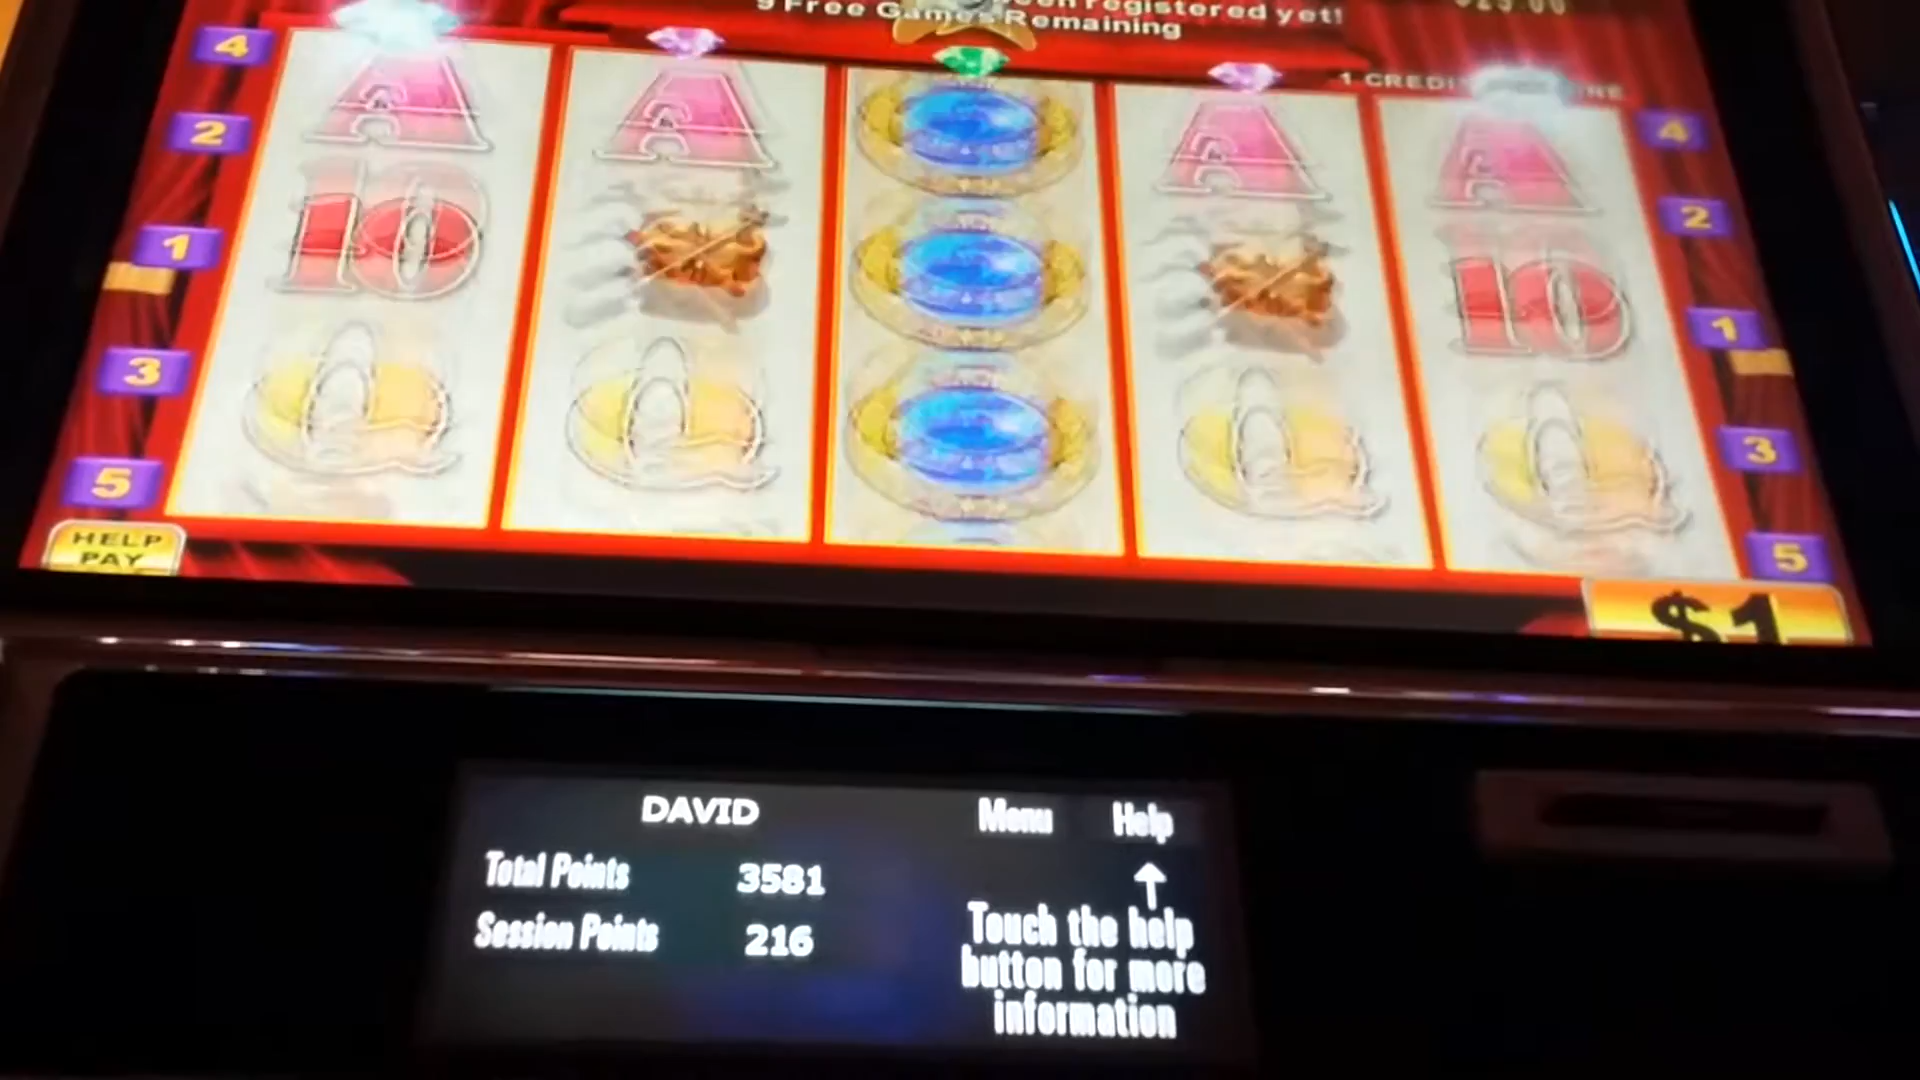 registered yet!
9 Free Games Remaining
$25.00
1 CREDIT
4
2
1
3
5
A A A A
10 10
Q Q Q Q
4
2
1
3
5
HELP
PAY
$1
DAVID
Menu Help
Total Points 3581
Session Points 216
Touch the help
button for more
information